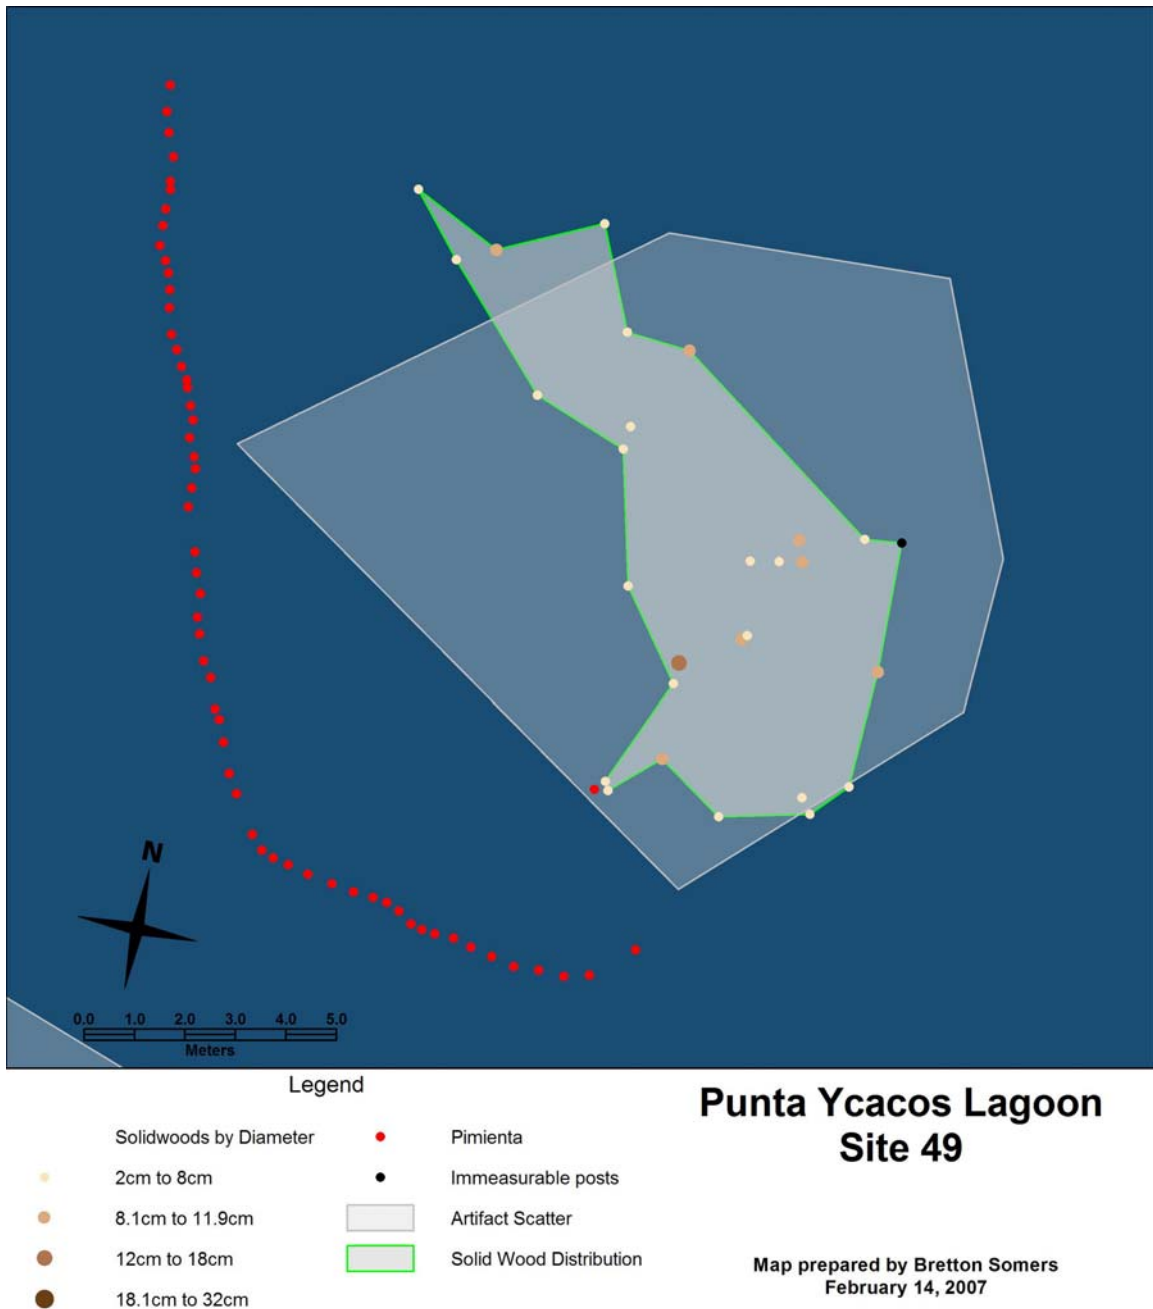 N
0.0 1.0 2.0 3.0 4.0 5.0
Meters
Legend
Solidwoods by Diameter
2cm to 8cm
8.1cm to 11.9cm
12cm to 18cm
18.1cm to 32cm
Pimienta
Immeasurable posts
Artifact Scatter
Solid Wood Distribution
Punta Ycacos Lagoon
Site 49
Map prepared by Bretton Somers
February 14, 2007